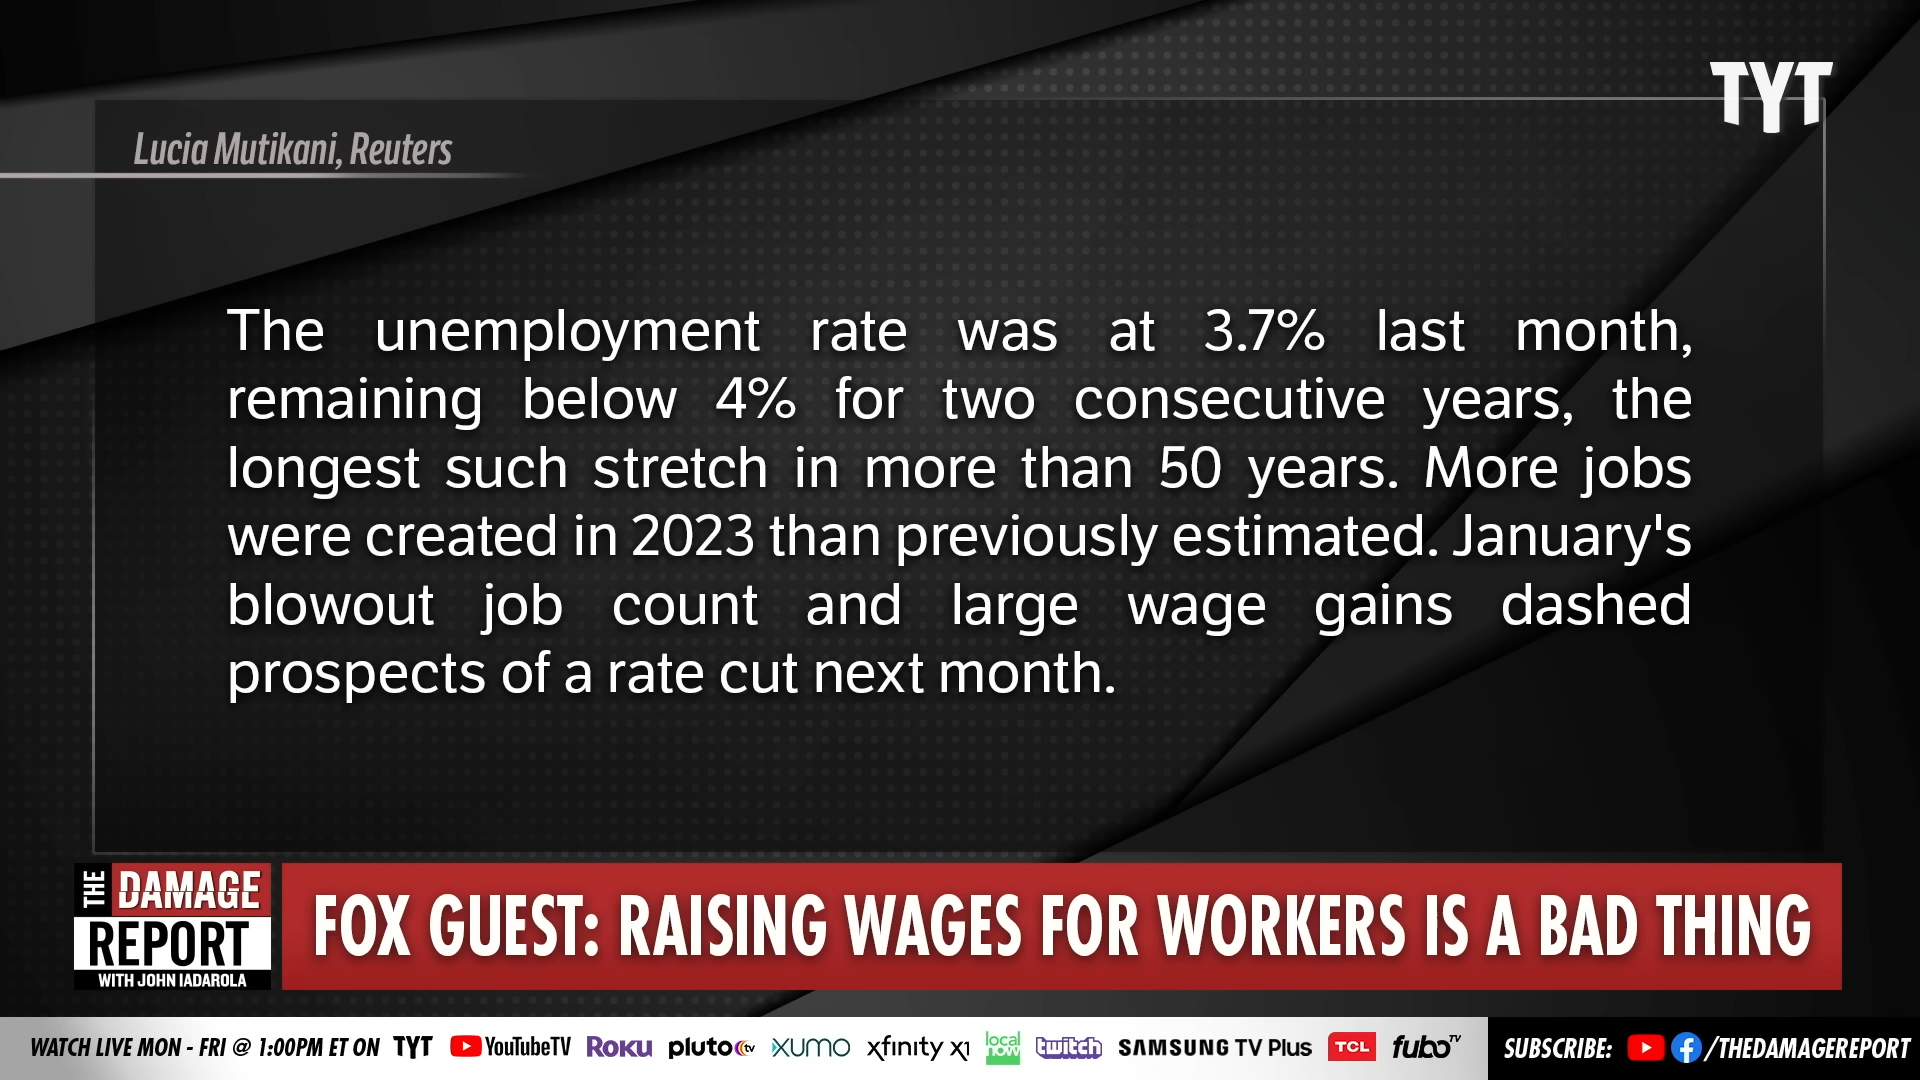 TYT
Lucia Mutikani, Reuters
The unemployment rate was at 3.7% last month,
remaining below 4% for two consecutive years, the
longest such stretch in more than 50 years. More jobs
were created in 2023 than previously estimated. January's
blowout job count and large wage gains dashed
prospects of a rate cut next month.
THE DAMAGE
REPORT
WITH JOHN IADAROLA
FOX GUEST: RAISING WAGES FOR WORKERS IS A BAD THING
WATCH LIVE MON - FRI @ 1:00PM ET ON TYT YouTubeTV ROKU pluto tv XUMO xfinity x1 local now twitch SAMSUNG TV Plus TCL fubo TV SUBSCRIBE: /THEDAMAGEREPORT